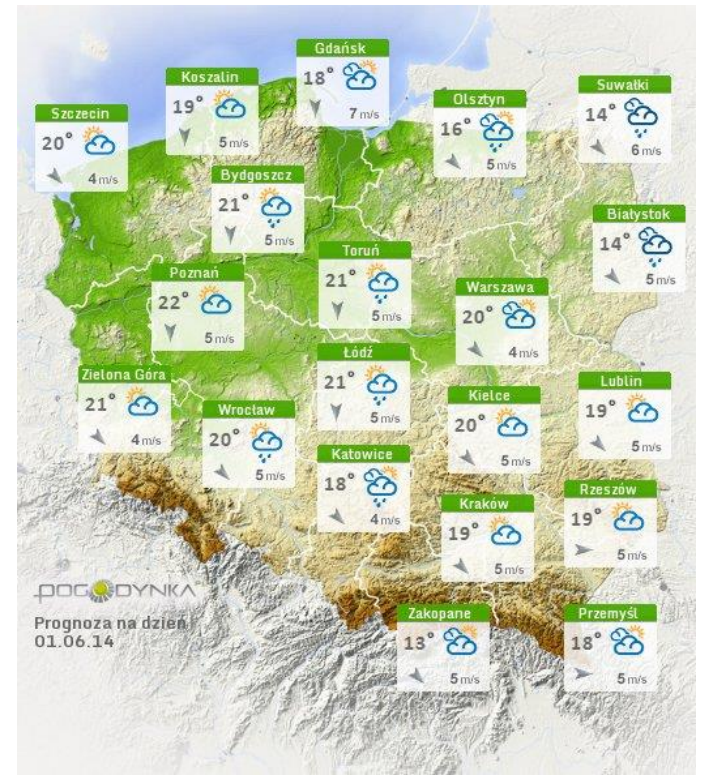 Gdańsk
18°
7 m/s
Koszalin
19°
5 m/s
Suwałki
14°
6 m/s
Olsztyn
16°
5 m/s
Szczecin
20°
4 m/s
Bydgoszcz
21°
5 m/s
Białystok
14°
5 m/s
Toruń
21°
5 m/s
Poznań
22°
5 m/s
Warszawa
20°
4 m/s
Łódź
21°
5 m/s
Zielona Góra
21°
4 m/s
Lublin
19°
5 m/s
Kielce
20°
5 m/s
Wrocław
20°
5 m/s
Katowice
18°
4 m/s
Rzeszów
19°
5 m/s
Kraków
19°
5 m/s
POGODYNKA
Prognoza na dzień
01.06.14
Zakopane
13°
5 m/s
Przemyśl
18°
5 m/s